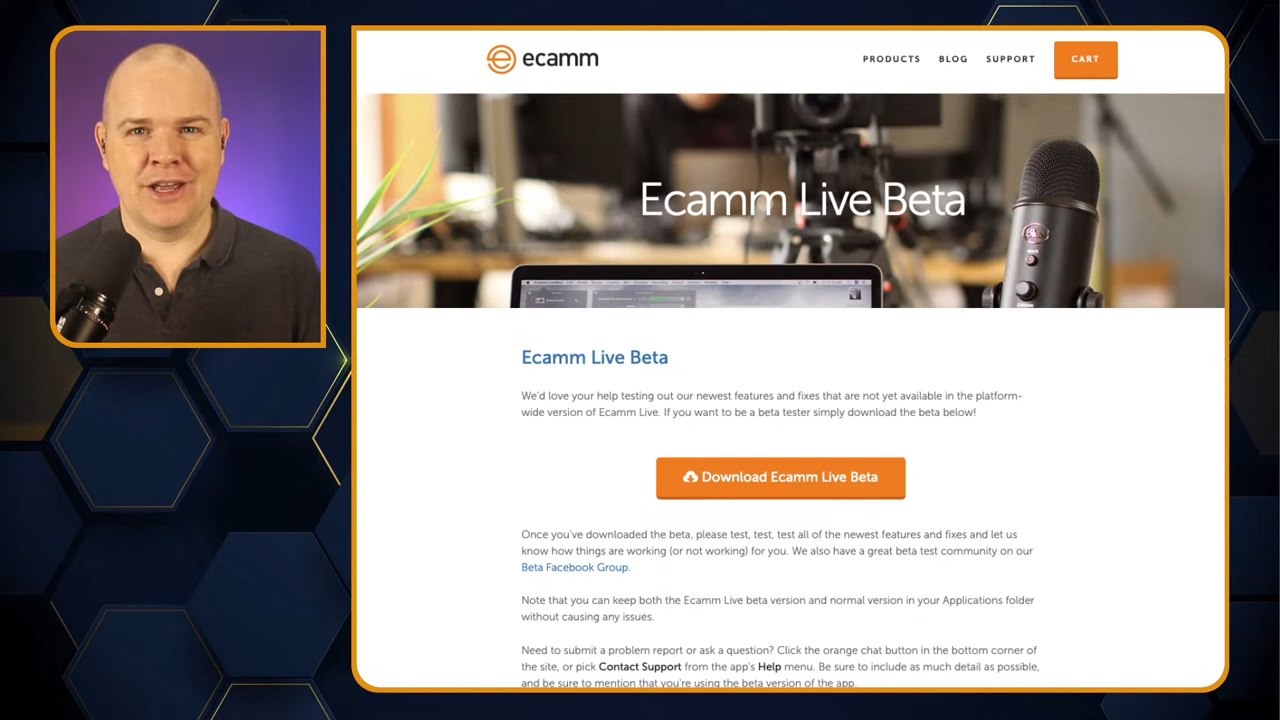 ecamm
PRODUCTS BLOG SUPPORT CART
Ecamm Live Beta
Ecamm Live Beta
We'd love your help testing out our newest features and fixes that are not yet available in the platform-
wide version of Ecamm Live. If you want to be a beta tester simply download the beta below!
Download Ecamm Live Beta
Once you've downloaded the beta, please test, test, test all of the newest features and fixes and let us
know how things are working (or not working) for you. We also have a great beta test community on our
Beta Facebook Group.
Note that you can keep both the Ecamm Live beta version and normal version in your Applications folder
without causing any issues.
Need to submit a problem report or ask a question? Click the orange chat button in the bottom corner of
the site, or pick Contact Support from the app's Help menu. Be sure to include as much detail as possible,
and be sure to mention that you're using the beta version of the app.